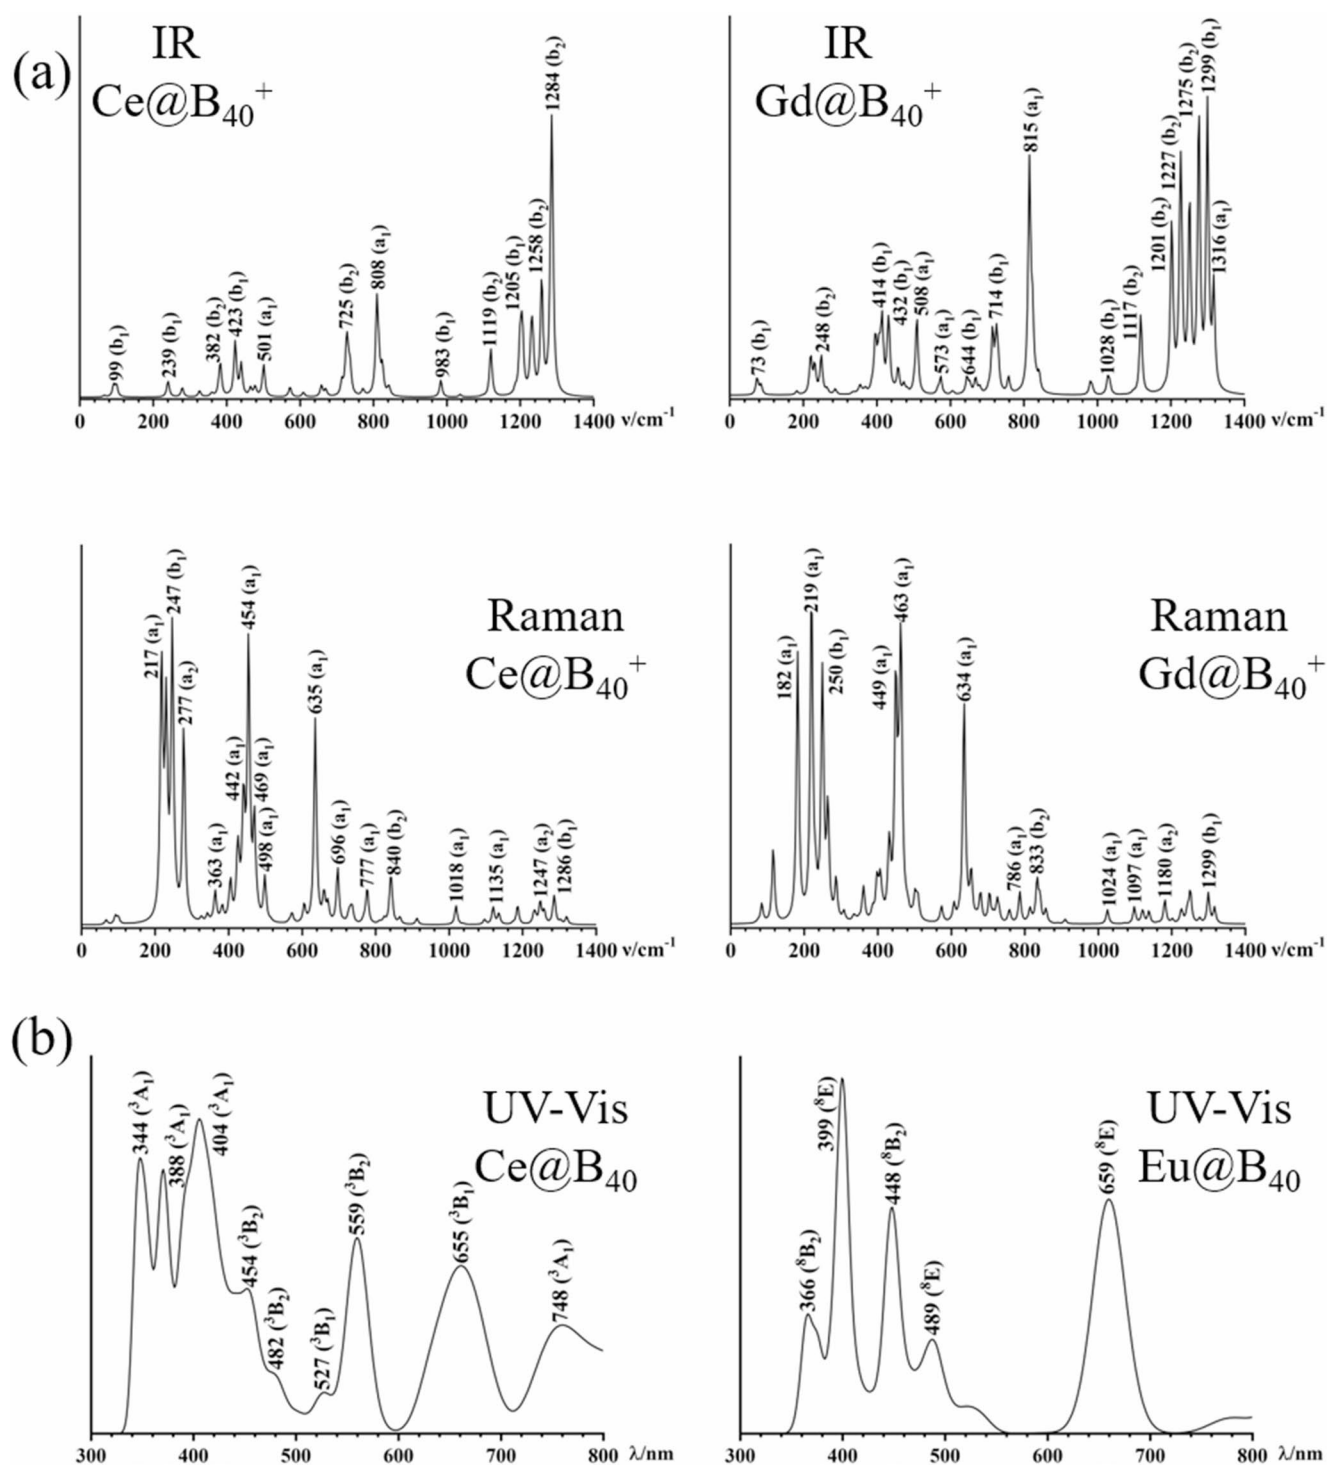 (a)
IR
Ce@B₄₀⁺
99 (b₁)
239 (b₁)
382 (b₂)
423 (b₁)
501 (a₁)
725 (b₂)
808 (a₁)
983 (b₁)
1119 (b₂)
1205 (b₁)
1258 (b₂)
1284 (b₂)
0 200 400 600 800 1000 1200 1400 ν/cm⁻¹
IR
Gd@B₄₀⁺
73 (b₁)
248 (b₂)
414 (b₁)
432 (b₁)
508 (a₁)
573 (a₁)
644 (b₁)
714 (b₁)
815 (a₁)
1028 (b₁)
1117 (b₂)
1201 (b₂)
1227 (b₂)
1275 (b₂)
1299 (b₁)
1316 (a₁)
0 200 400 600 800 1000 1200 1400 ν/cm⁻¹
Raman
Ce@B₄₀⁺
217 (a₁)
247 (b₁)
277 (a₂)
363 (a₁)
442 (a₁)
454 (a₁)
469 (a₁)
498 (a₁)
635 (a₁)
696 (a₁)
777 (a₁)
840 (b₂)
1018 (a₁)
1135 (a₁)
1247 (a₂)
1286 (b₁)
0 200 400 600 800 1000 1200 1400 ν/cm⁻¹
Raman
Gd@B₄₀⁺
182 (a₁)
219 (a₁)
250 (b₁)
449 (a₁)
463 (a₁)
634 (a₁)
786 (a₁)
833 (b₂)
1024 (a₁)
1097 (a₁)
1180 (a₂)
1299 (b₁)
0 200 400 600 800 1000 1200 1400 ν/cm⁻¹
(b)
UV-Vis
Ce@B₄₀
344 (³A₁)
388 (³A₁)
404 (³A₁)
454 (³B₂)
482 (³B₂)
527 (³B₁)
559 (³B₂)
655 (³B₁)
748 (³A₁)
300 400 500 600 700 800 λ/nm
UV-Vis
Eu@B₄₀
366 (⁸B₂)
399 (⁸E)
448 (⁸B₂)
489 (⁸E)
659 (⁸E)
300 400 500 600 700 800 λ/nm